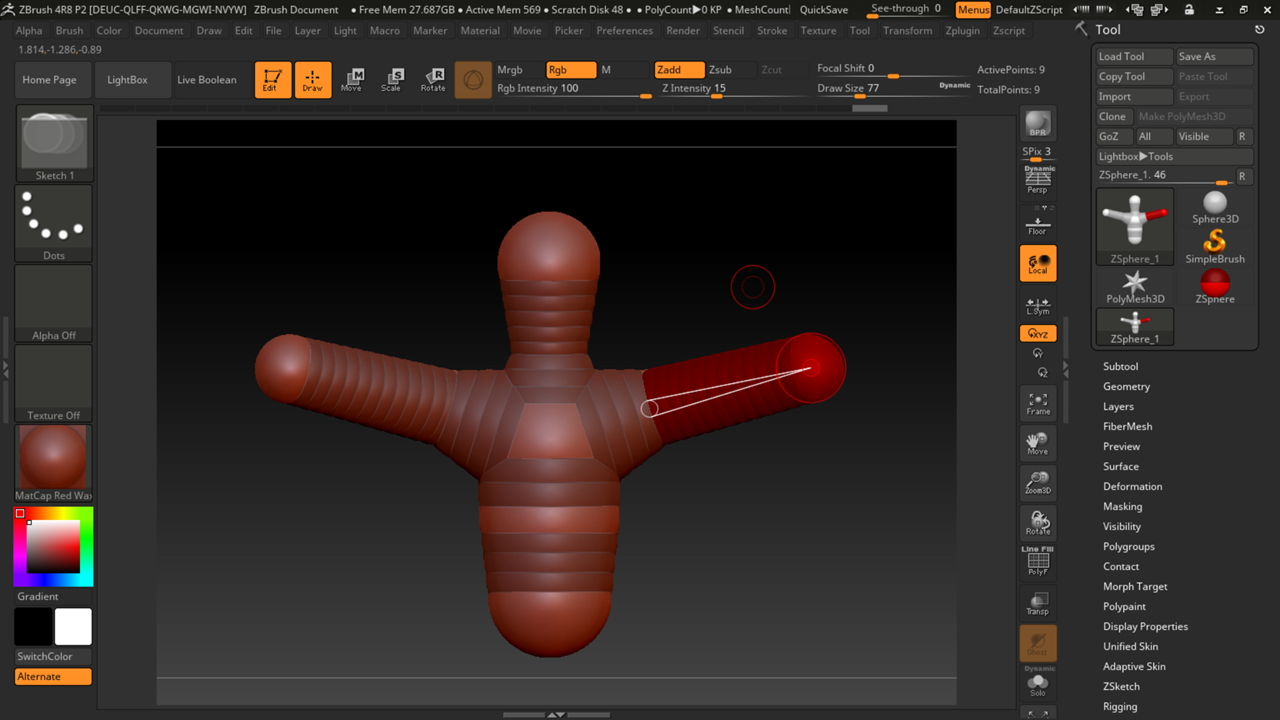 ZBrush 4R8 P2 [DEUC-QLFF-QKWG-MGWI-NVYW] ZBrush Document • Free Mem 27.687GB • Active Mem 569 • Scratch Disk 48 • PolyCount▶0 KP • MeshCount QuickSave See-through 0 Menus DefaultZScript
Alpha Brush Color Document Draw Edit File Layer Light Macro Marker Material Movie Picker Preferences Render Stencil Stroke Texture Tool Transform Zplugin Zscript
1.814,-1.286,-0.89
Home Page LightBox Live Boolean
Edit Draw Move Scale Rotate
Mrgb Rgb M Zadd Zsub Zcut Focal Shift 0 ActivePoints: 9
Rgb Intensity 100 Z Intensity 15 Draw Size 77 Dynamic TotalPoints: 9
Sketch 1
Dots
Alpha Off
Texture Off
MatCap Red Wax
Gradient
SwitchColor
Alternate
BPR
SPix 3
Dynamic
Persp
Floor
Local
L.Sym
XYZ
Frame
Move
Zoom3D
Rotate
Line Fill
PolyF
Transp
Ghost
Dynamic
Solo
Tool
Load Tool Save As
Copy Tool Paste Tool
Import Export
Clone Make PolyMesh3D
GoZ All Visible R
Lightbox▶Tools
ZSphere_1. 46 R
ZSphere_1 Sphere3D
SimpleBrush
PolyMesh3D ZSphere
ZSphere_1
Subtool
Geometry
Layers
FiberMesh
Preview
Surface
Deformation
Masking
Visibility
Polygroups
Contact
Morph Target
Polypaint
Display Properties
Unified Skin
Adaptive Skin
ZSketch
Rigging